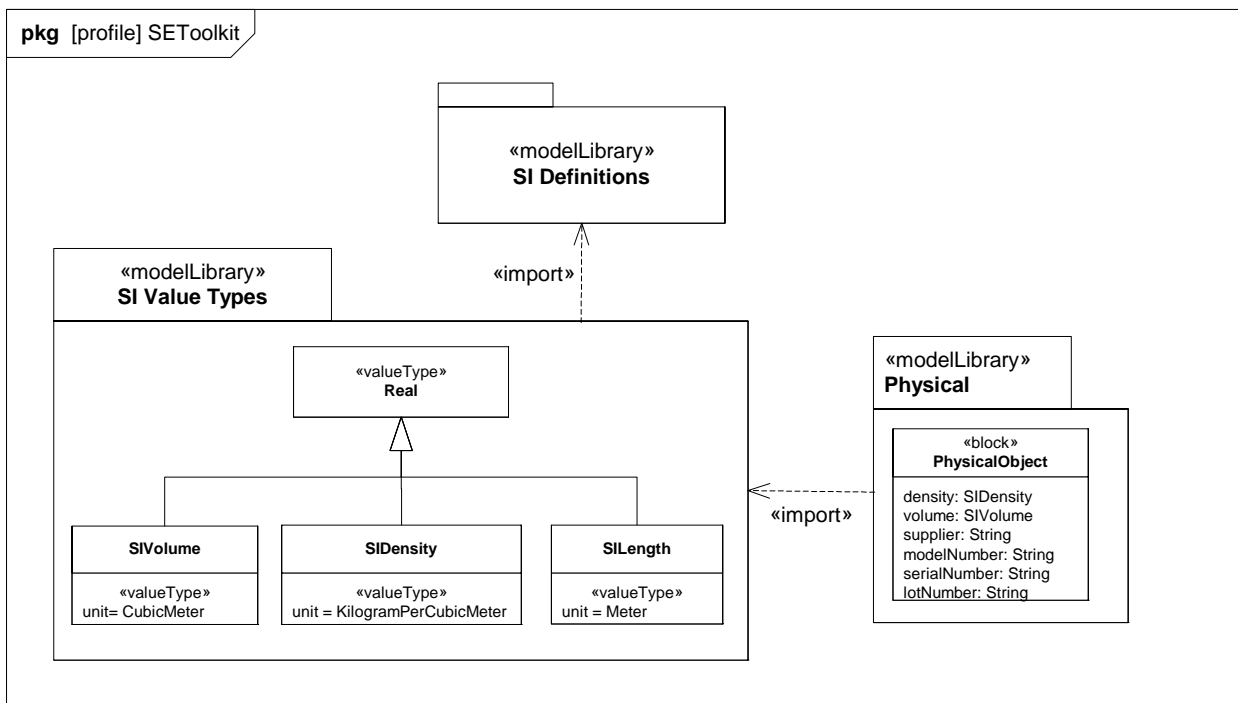 pkg [profile] SEToolkit
«modelLibrary»
SI Definitions
«import»
«modelLibrary»
SI Value Types
«valueType»
Real
SIVolume
«valueType»
unit= CubicMeter
SIDensity
«valueType»
unit = KilogramPerCubicMeter
SILength
«valueType»
unit = Meter
«import»
«modelLibrary»
Physical
«block»
PhysicalObject
density: SIDensity
volume: SIVolume
supplier: String
modelNumber: String
serialNumber: String
lotNumber: String